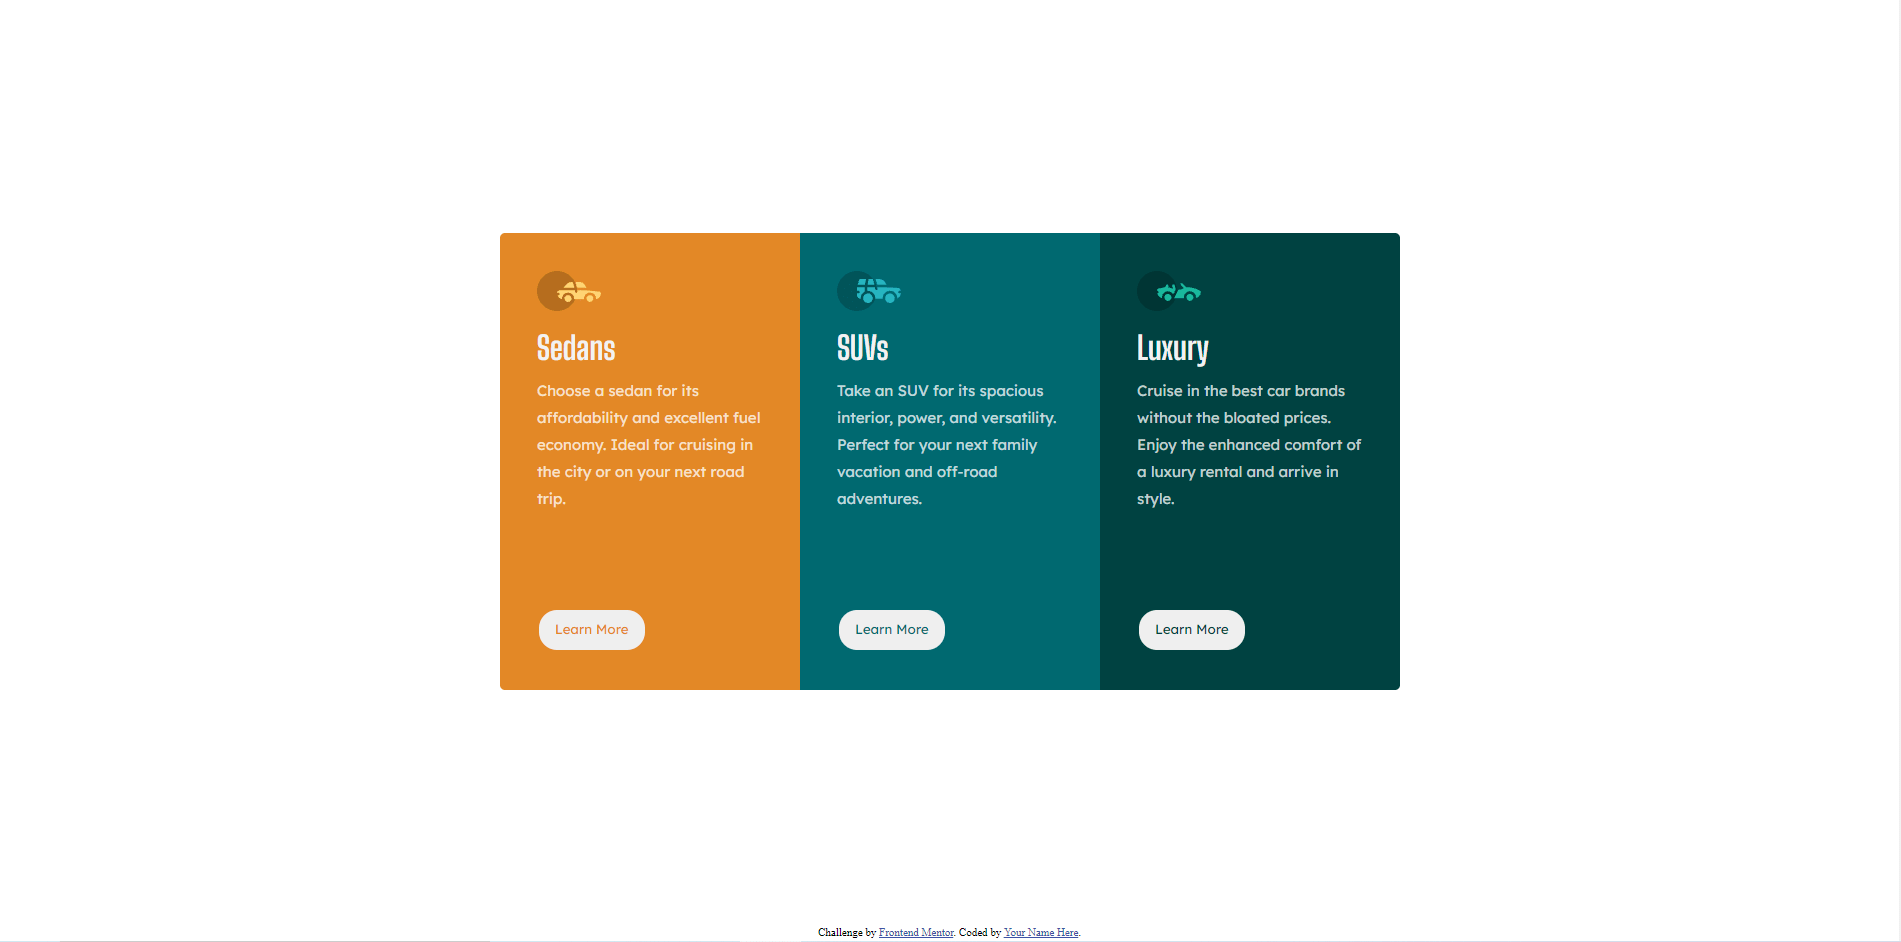 Sedans
Choose a sedan for its
affordability and excellent fuel
economy. Ideal for cruising in
the city or on your next road
trip.
Learn More
SUVs
Take an SUV for its spacious
interior, power, and versatility.
Perfect for your next family
vacation and off-road
adventures.
Learn More
Luxury
Cruise in the best car brands
without the bloated prices.
Enjoy the enhanced comfort of
a luxury rental and arrive in
style.
Learn More
Challenge by Frontend Mentor. Coded by Your Name Here.